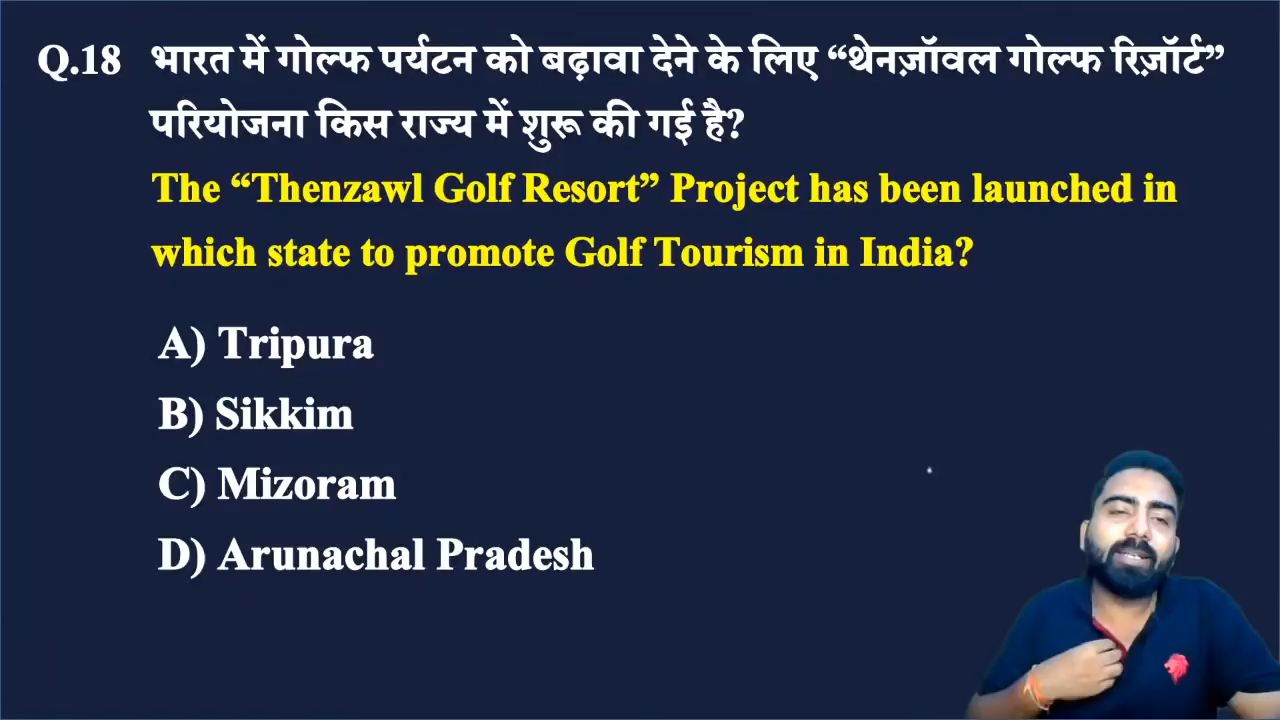 Q.18 भारत में गोल्फ पर्यटन को बढ़ावा देने के लिए “थेनज़ॉवल गोल्फ रिज़ॉर्ट”
परियोजना किस राज्य में शुरू की गई है?
The “Thenzawl Golf Resort” Project has been launched in
which state to promote Golf Tourism in India?
A) Tripura
B) Sikkim
C) Mizoram
D) Arunachal Pradesh